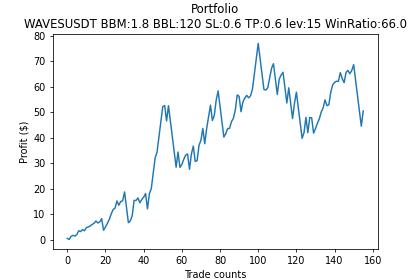 Portfolio
WAVESUSDT BBM:1.8 BBL:120 SL:0.6 TP:0.6 lev:15 WinRatio:66.0
80
70
60
50
40
30
20
10
0
Profit ($)
0 20 40 60 80 100 120 140 160
Trade counts